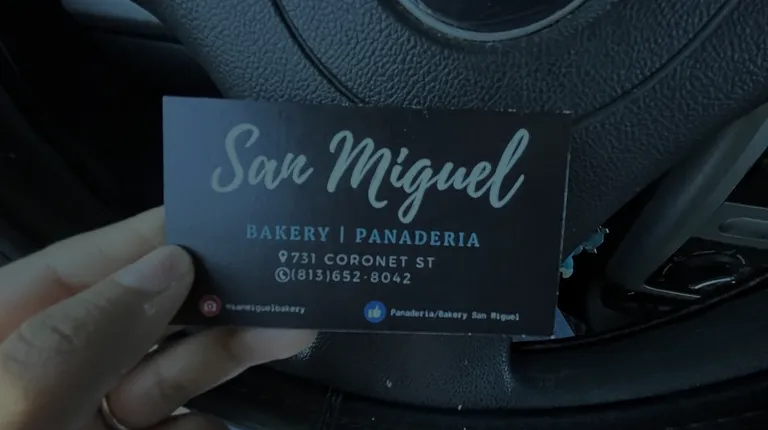 San Miguel
BAKERY | PANADERIA
731 CORONET ST
(813)652-8042
@sanmiguelbakery
Panaderia/Bakery San Miguel